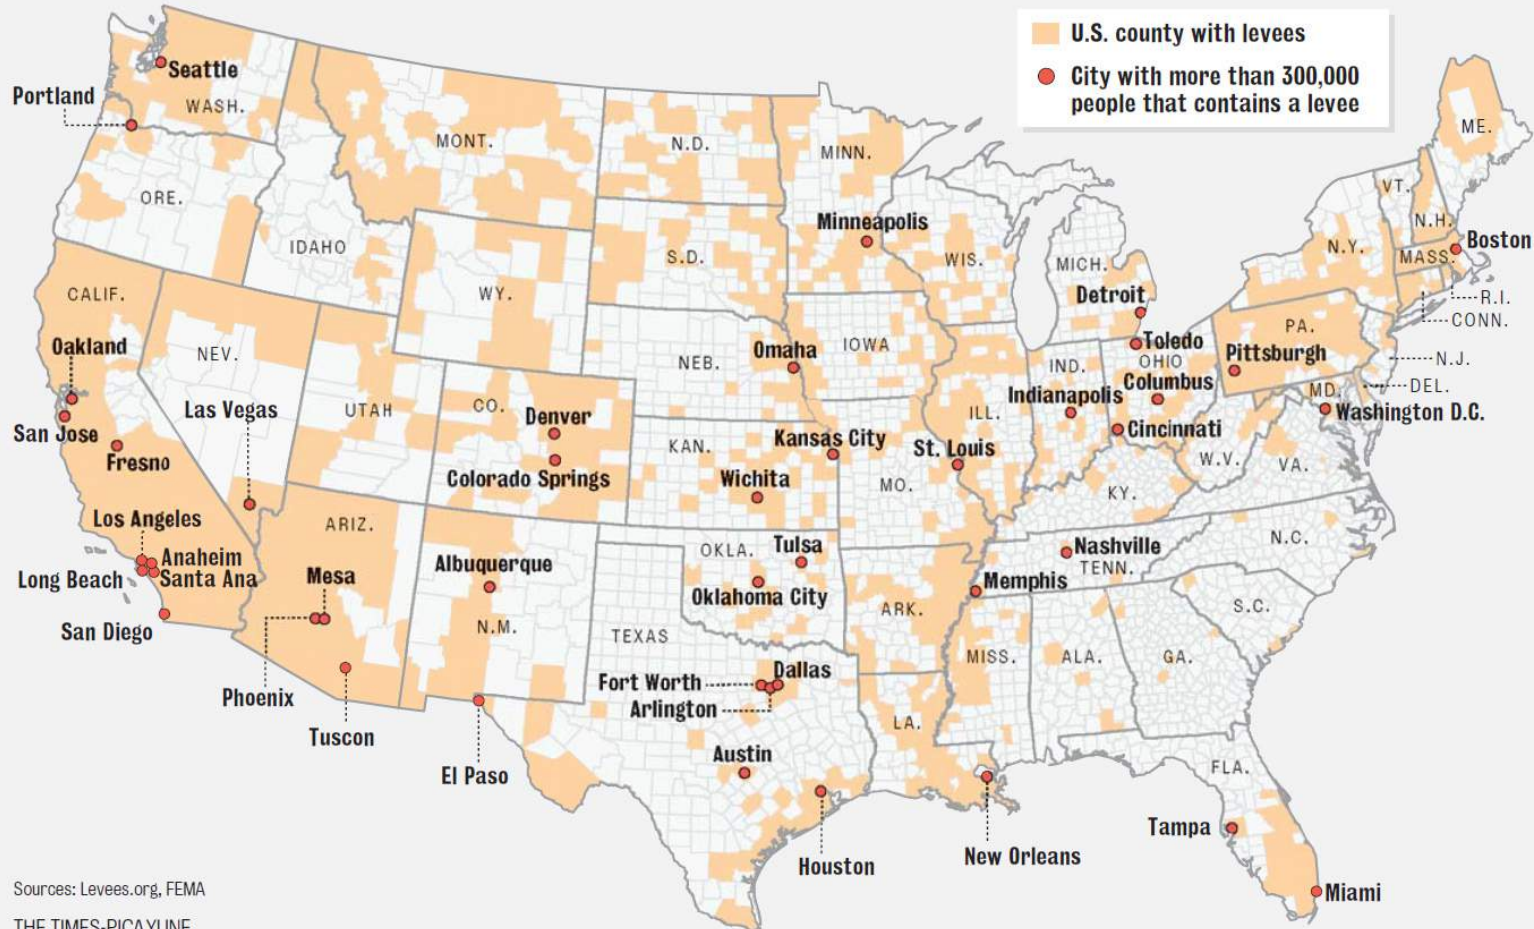 U.S. county with levees
City with more than 300,000
people that contains a levee
Seattle
Portland
WASH.
MONT.
N.D.
MINN.
ME.
VT.
N.H.
ORE.
IDAHO
Minneapolis
S.D.
WIS.
MICH.
N.Y.
MASS.
Boston
R.I.
CONN.
CALIF.
WY.
Detroit
Oakland
NEV.
NEB.
Omaha
IOWA
Toledo
OHIO
PA.
Pittsburgh
N.J.
DEL.
MD.
Washington D.C.
IND.
Indianapolis
Columbus
Cincinnati
Las Vegas
UTAH
CO.
Denver
Colorado Springs
San Jose
Fresno
KAN.
Kansas City
Wichita
ILL.
St. Louis
MO.
KY.
W.V.
VA.
Los Angeles
Anaheim
Long Beach
Santa Ana
San Diego
ARIZ.
Mesa
Phoenix
Tuscon
Albuquerque
N.M.
El Paso
OKLA.
Tulsa
Oklahoma City
TEXAS
Nashville
TENN.
Memphis
N.C.
S.C.
ARK.
MISS.
ALA.
GA.
Fort Worth
Dallas
Arlington
LA.
Austin
Houston
New Orleans
FLA.
Tampa
Miami
Sources: Levees.org, FEMA
THE TIMES-PICAYUNE